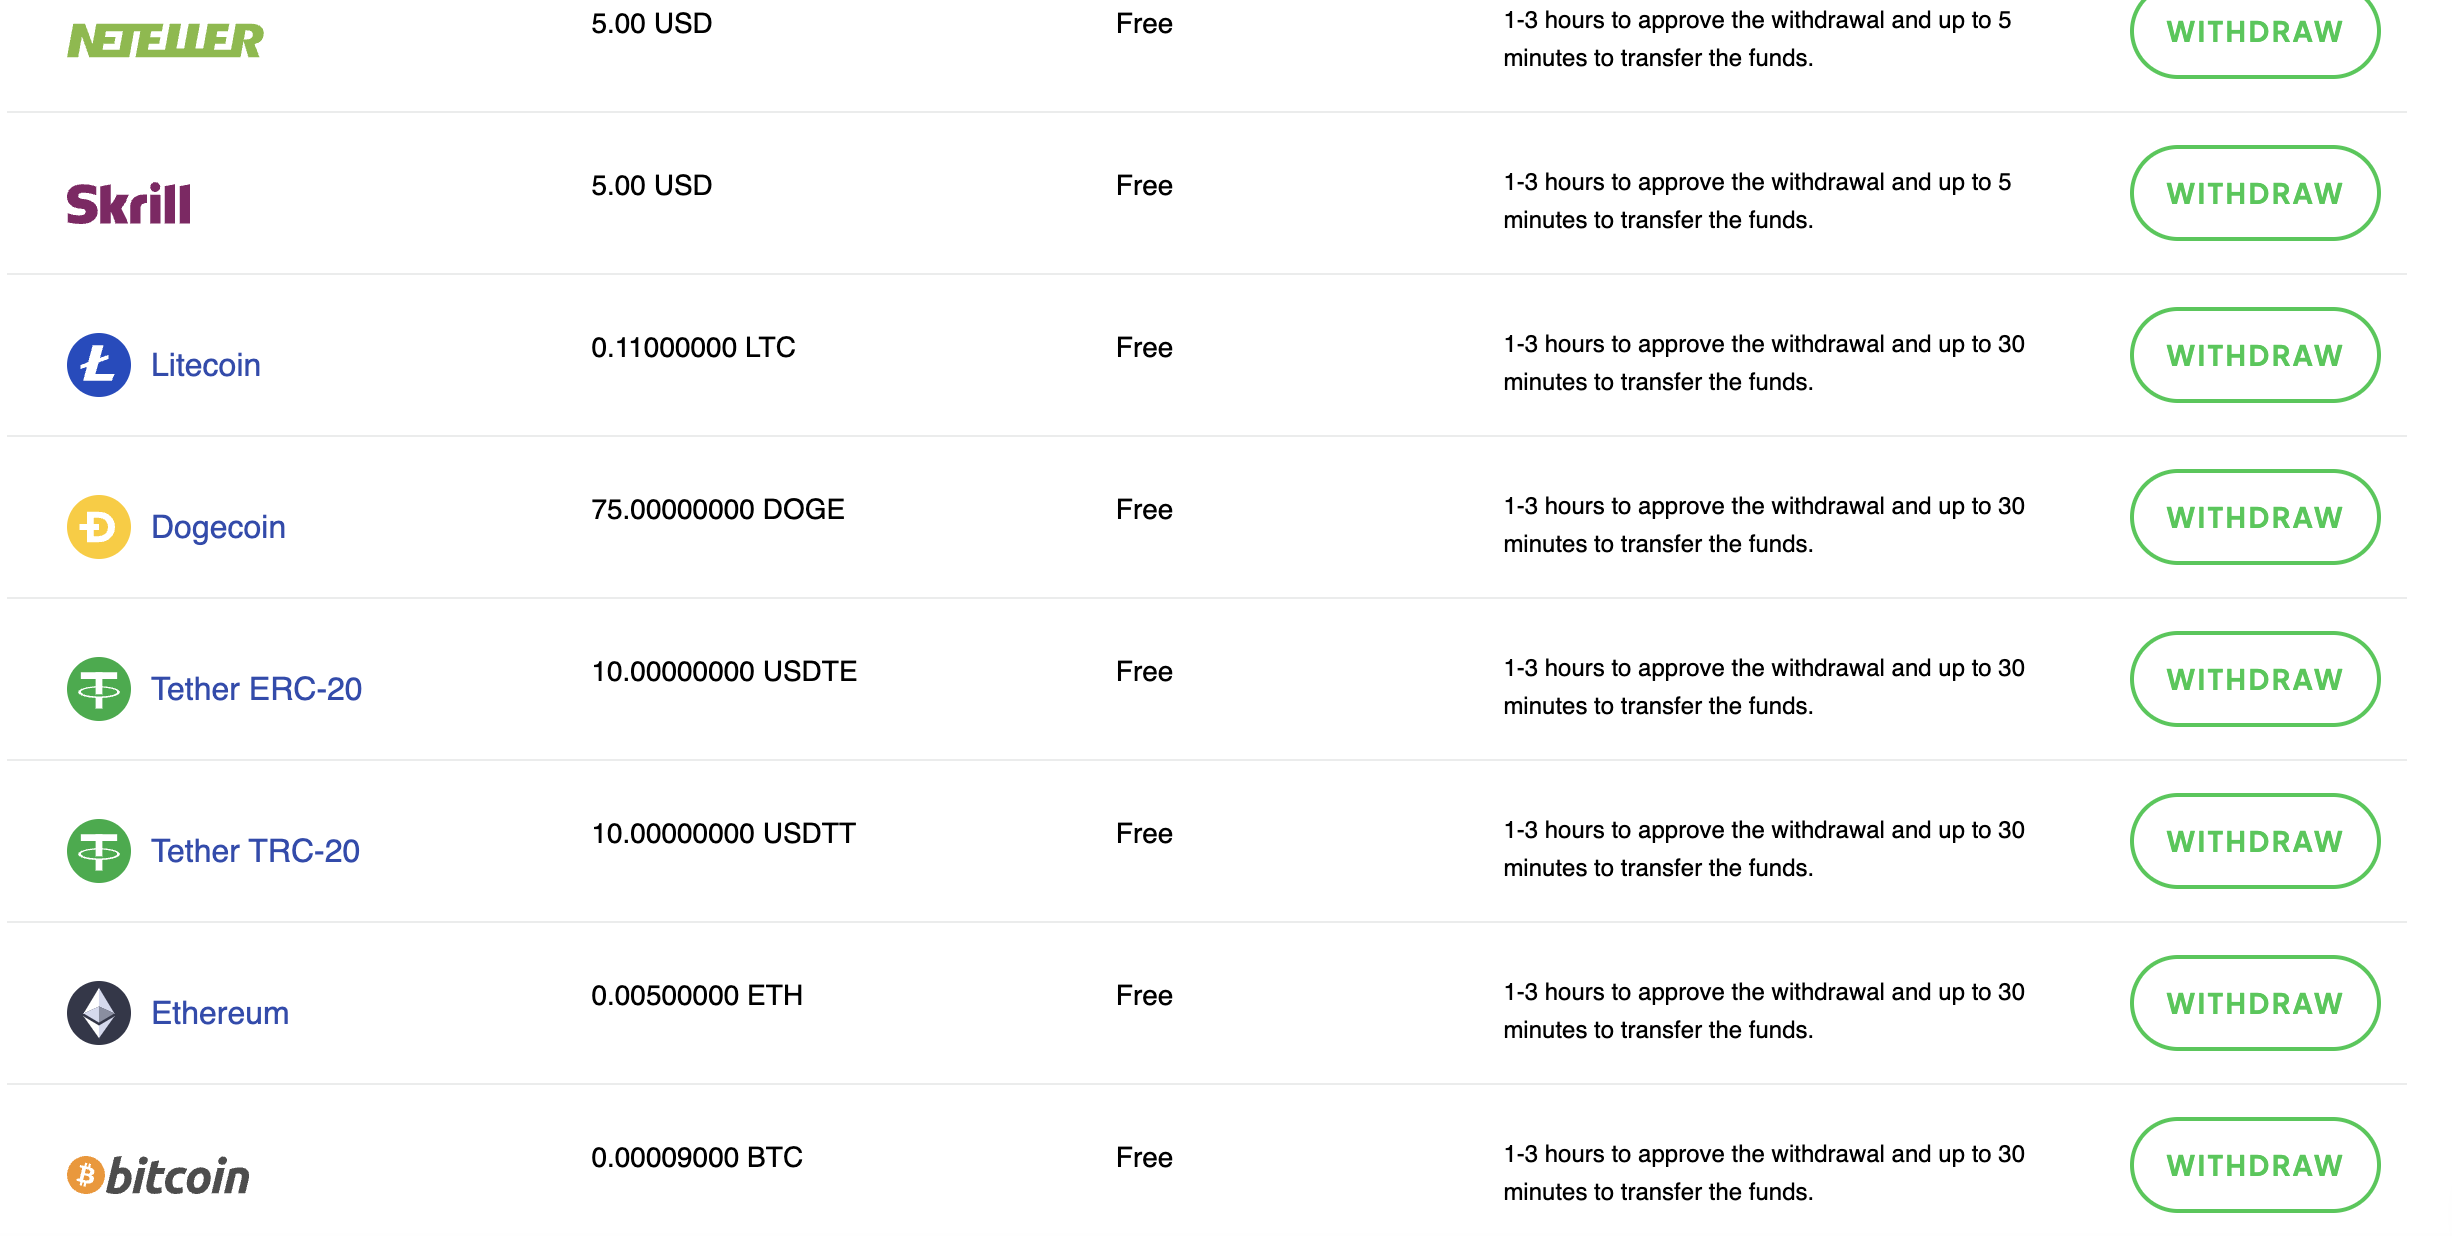 NETELLER
5.00 USD
Free
1-3 hours to approve the withdrawal and up to 5
minutes to transfer the funds.
WITHDRAW
Skrill
5.00 USD
Free
1-3 hours to approve the withdrawal and up to 5
minutes to transfer the funds.
WITHDRAW
Litecoin
0.11000000 LTC
Free
1-3 hours to approve the withdrawal and up to 30
minutes to transfer the funds.
WITHDRAW
Dogecoin
75.00000000 DOGE
Free
1-3 hours to approve the withdrawal and up to 30
minutes to transfer the funds.
WITHDRAW
Tether ERC-20
10.00000000 USDTE
Free
1-3 hours to approve the withdrawal and up to 30
minutes to transfer the funds.
WITHDRAW
Tether TRC-20
10.00000000 USDTT
Free
1-3 hours to approve the withdrawal and up to 30
minutes to transfer the funds.
WITHDRAW
Ethereum
0.00500000 ETH
Free
1-3 hours to approve the withdrawal and up to 30
minutes to transfer the funds.
WITHDRAW
bitcoin
0.00009000 BTC
Free
1-3 hours to approve the withdrawal and up to 30
minutes to transfer the funds.
WITHDRAW